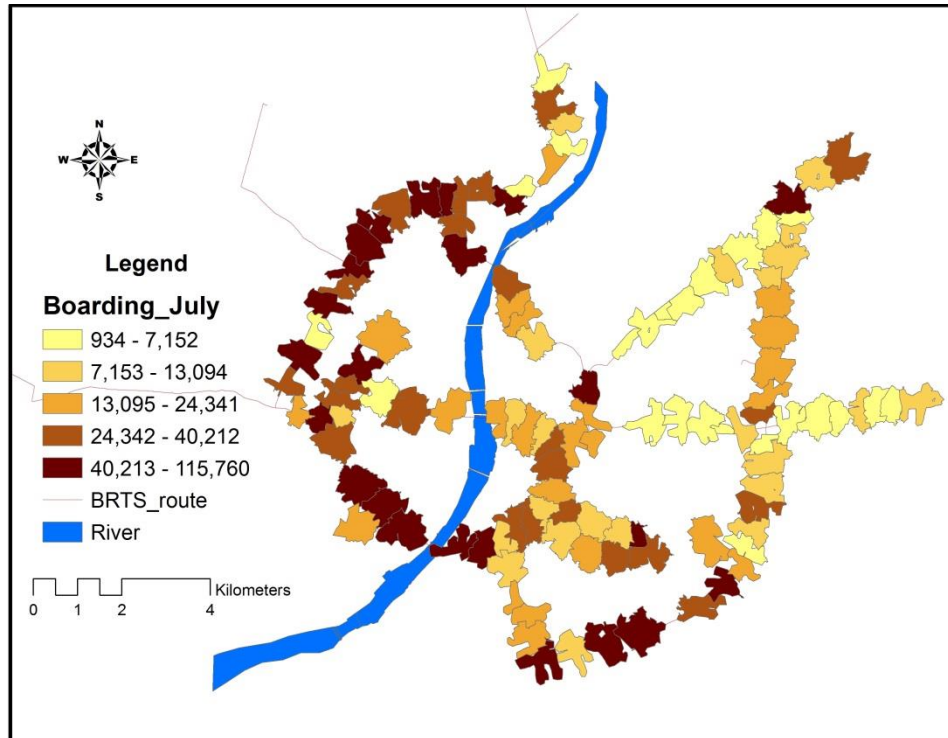 N
W E
S
Legend
Boarding_July
934 - 7,152
7,153 - 13,094
13,095 - 24,341
24,342 - 40,212
40,213 - 115,760
BRTS_route
River
Kilometers
0 1 2 4